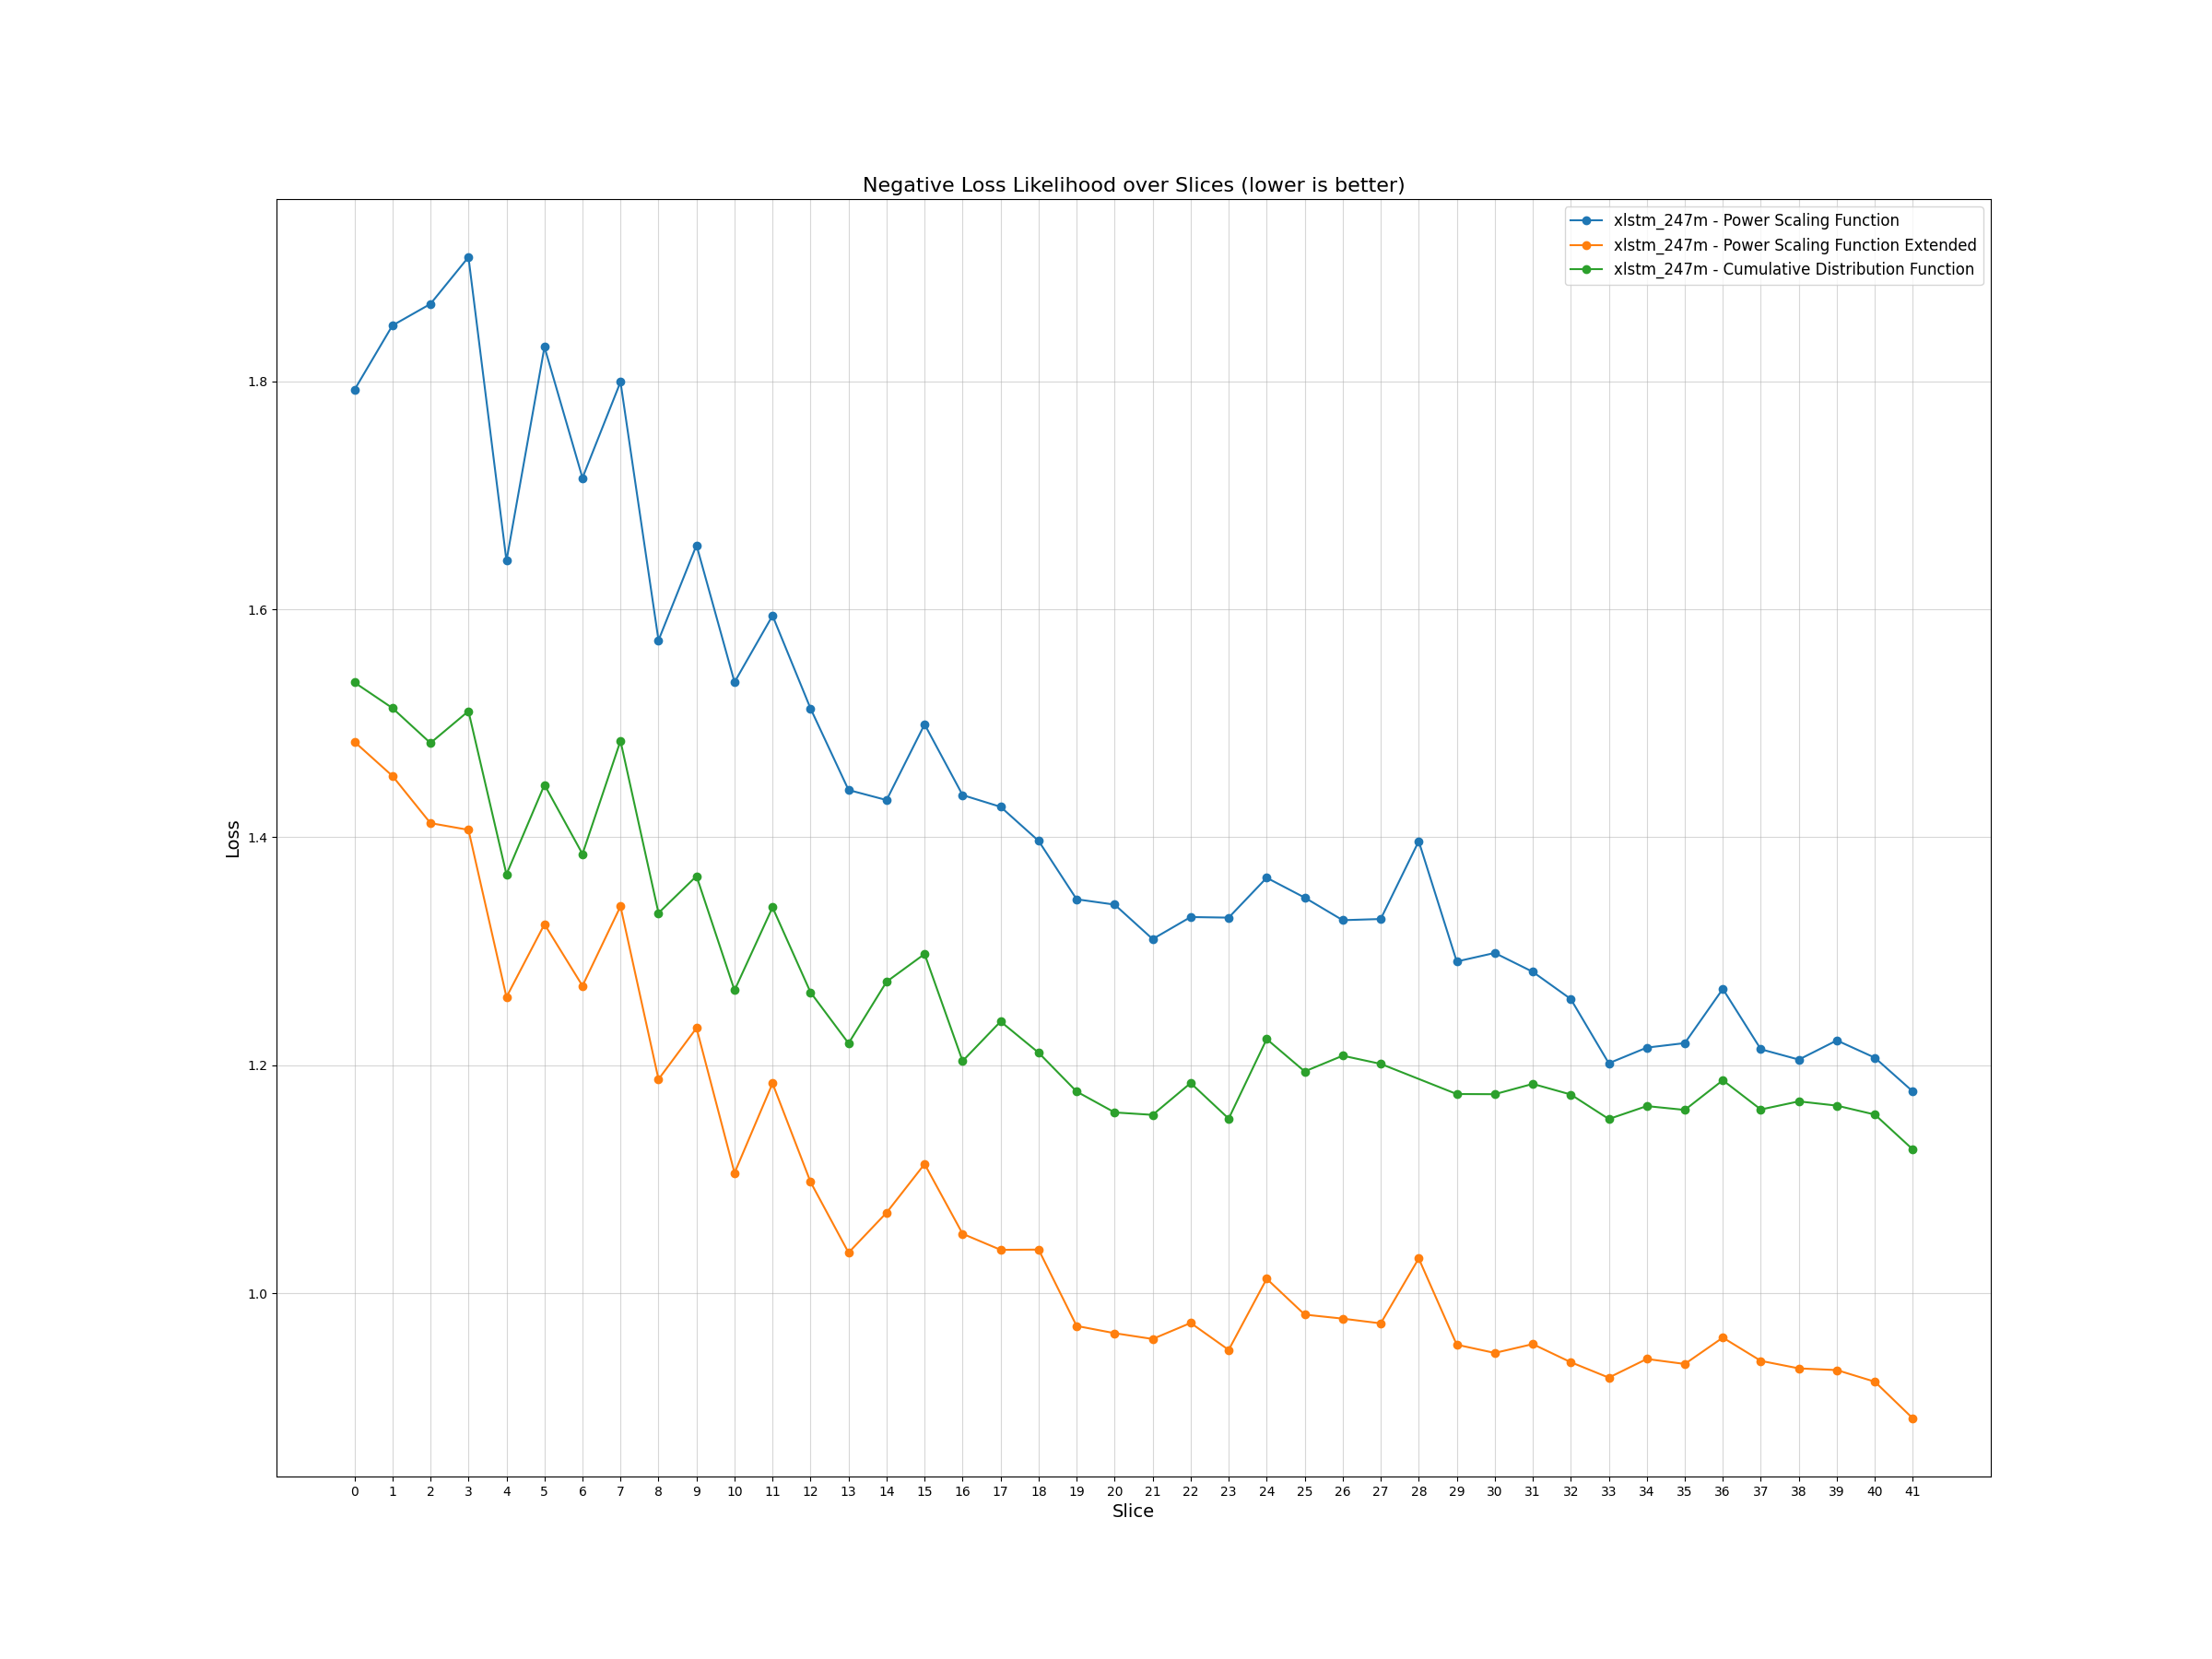 Negative Loss Likelihood over Slices (lower is better)
xlstm_247m - Power Scaling Function
xlstm_247m - Power Scaling Function Extended
xlstm_247m - Cumulative Distribution Function
1.8
1.6
1.4
1.2
1.0
Loss
0 1 2 3 4 5 6 7 8 9 10 11 12 13 14 15 16 17 18 19 20 21 22 23 24 25 26 27 28 29 30 31 32 33 34 35 36 37 38 39 40 41
Slice